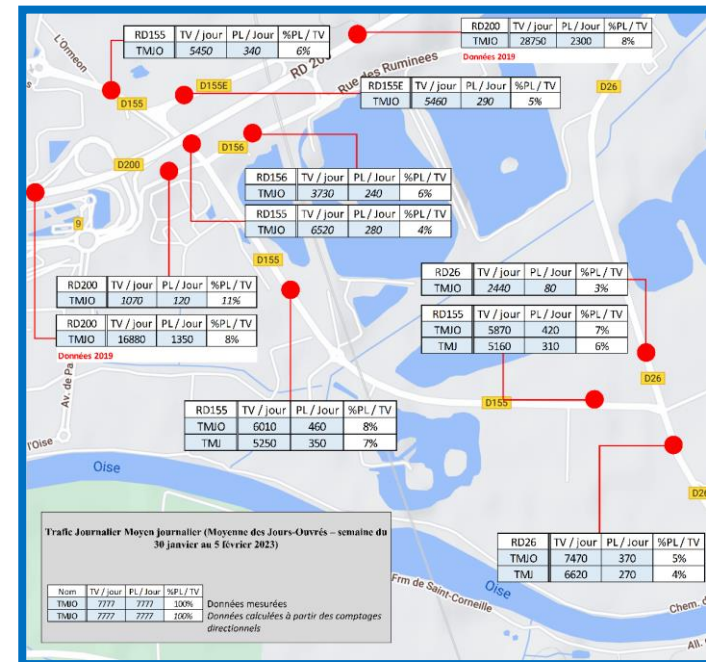 RD155 TV / jour PL / Jour %PL / TV
TMJO 5450 340 6%
RD200 TV / jour PL / Jour %PL / TV
TMJO 28750 2300 8%
Données 2019
L'Ormeon
RD 200
Rue des Ruminees
D155E
D155
D26
RD155E TV / jour PL / Jour %PL / TV
TMJO 5460 290 5%
D156
D200
RD156 TV / jour PL / Jour %PL / TV
TMJO 3730 240 6%
RD155 TV / jour PL / Jour %PL / TV
TMJO 6520 280 4%
9
D155
RD200 TV / jour PL / Jour %PL / TV
TMJO 1070 120 11%
RD200 TV / jour PL / Jour %PL / TV
TMJO 16880 1350 8%
Données 2019
RD26 TV / jour PL / Jour %PL / TV
TMJO 2440 80 3%
RD155 TV / jour PL / Jour %PL / TV
TMJO 5870 420 7%
TMJ 5160 310 6%
Av. de Pa
D26
D155
RD155 TV / jour PL / Jour %PL / TV
TMJO 6010 460 8%
TMJ 5250 350 7%
l'Oise
Oise
D26
RD26 TV / jour PL / Jour %PL / TV
TMJO 7470 370 5%
TMJ 6620 270 4%
Trafic Journalier Moyen journalier (Moyenne des Jours-Ouvrés – semaine du
30 janvier au 5 février 2023)
Nom TV / jour PL / Jour %PL / TV
TMJO 7777 7777 100% Données mesurées
TMJO 7777 7777 100% Données calculées à partir des comptages
directionnels
Frm de Saint-Corneille
Oise
Chem. d
All.